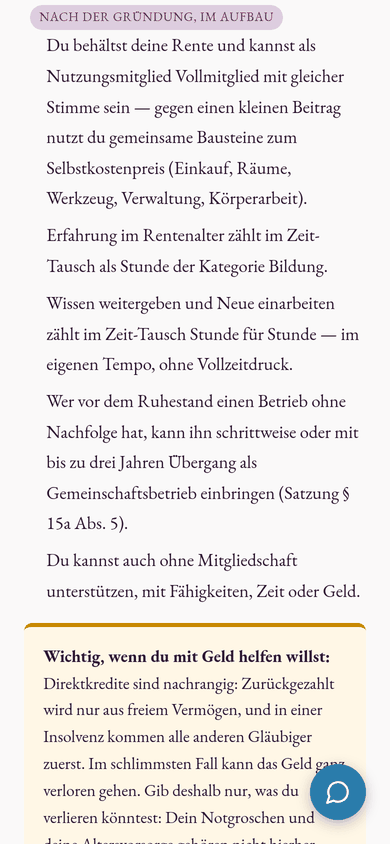 NACH DER GRÜNDUNG, IM AUFBAU
Du behältst deine Rente und kannst als
Nutzungsmitglied Vollmitglied mit gleicher
Stimme sein — gegen einen kleinen Beitrag
nutzt du gemeinsame Bausteine zum
Selbstkostenpreis (Einkauf, Räume,
Werkzeug, Verwaltung, Körperarbeit).
Erfahrung im Rentenalter zählt im Zeit-
Tausch als Stunde der Kategorie Bildung.
Wissen weitergeben und Neue einarbeiten
zählt im Zeit-Tausch Stunde für Stunde — im
eigenen Tempo, ohne Vollzeitdruck.
Wer vor dem Ruhestand einen Betrieb ohne
Nachfolge hat, kann ihn schrittweise oder mit
bis zu drei Jahren Übergang als
Gemeinschaftsbetrieb einbringen (Satzung §
15a Abs. 5).
Du kannst auch ohne Mitgliedschaft
unterstützen, mit Fähigkeiten, Zeit oder Geld.
Wichtig, wenn du mit Geld helfen willst:
Direktkredite sind nachrangig: Zurückgezahlt
wird nur aus freiem Vermögen, und in einer
Insolvenz kommen alle anderen Gläubiger
zuerst. Im schlimmsten Fall kann das Geld ganz
verloren gehen. Gib deshalb nur, was du
verlieren könntest: Dein Notgroschen und
deine Altersvorsorge gehören nicht hierher